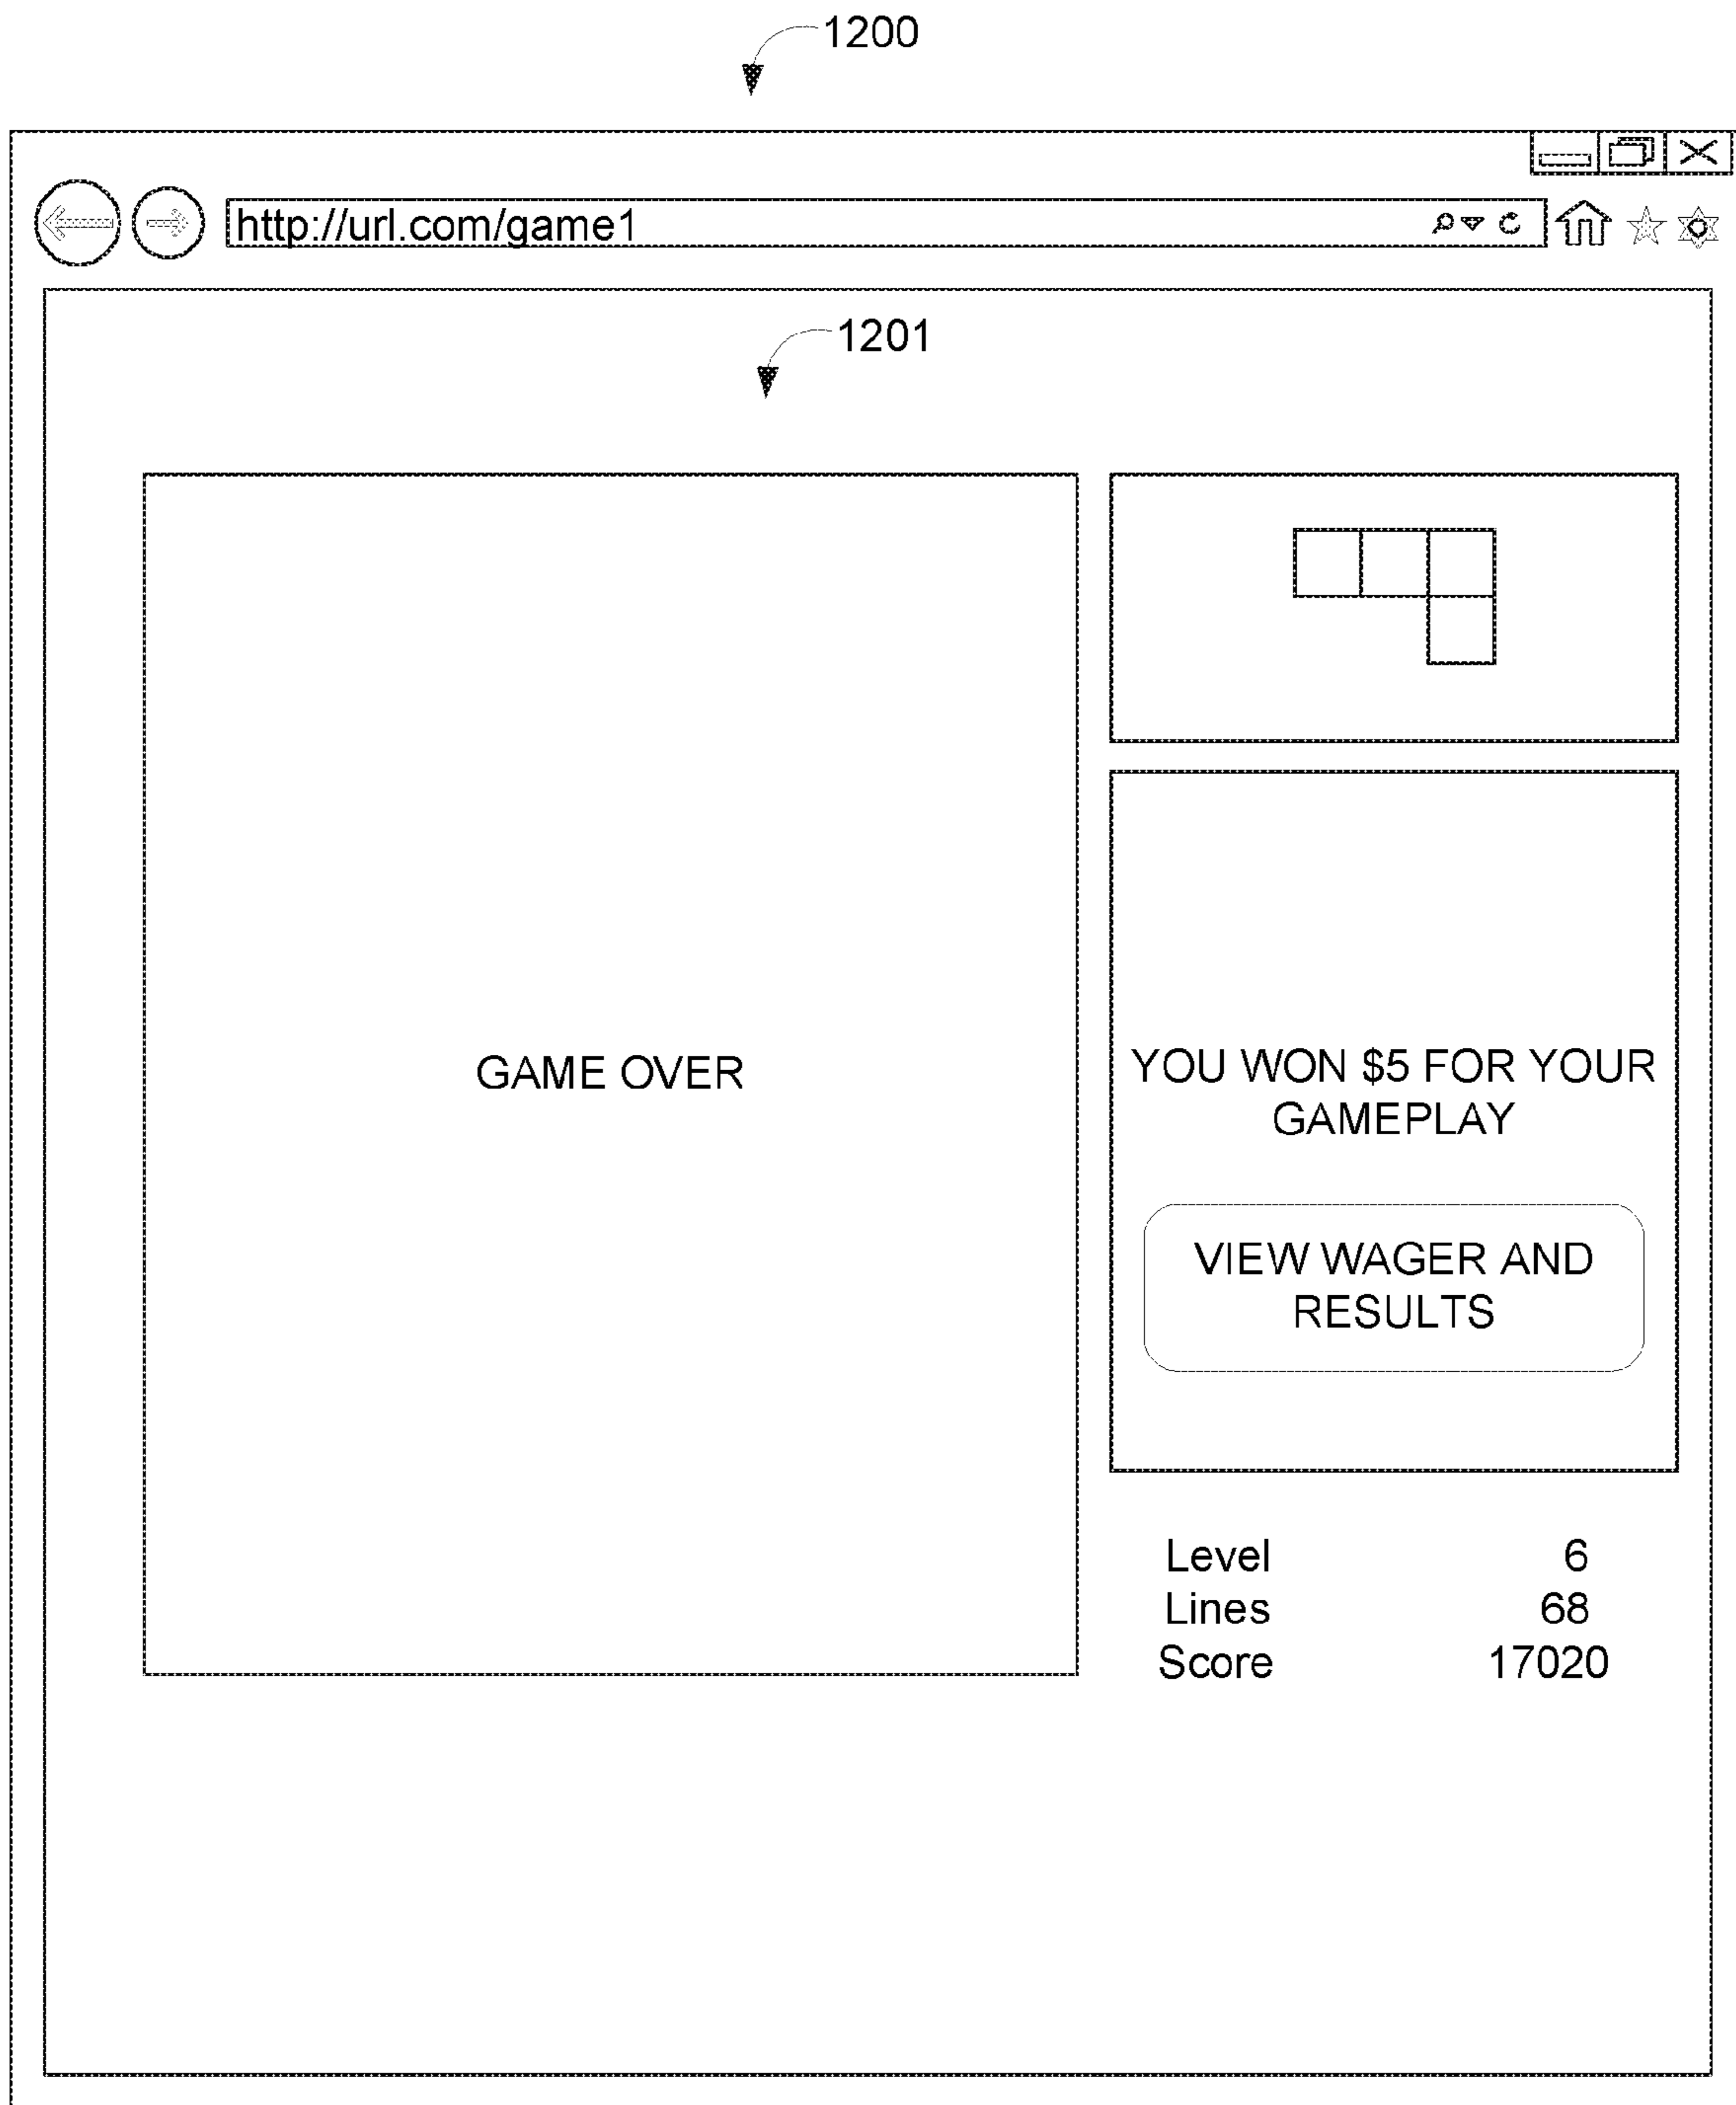 1200
http://url.com/game1
1201
GAME OVER
YOU WON $5 FOR YOUR
GAMEPLAY
VIEW WAGER AND
RESULTS
Level 6
Lines 68
Score 17020